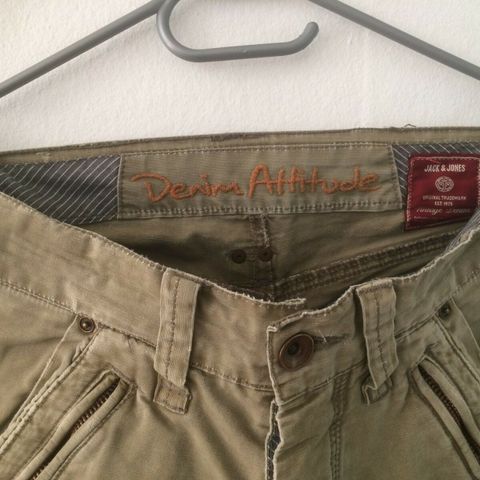 Denim Attitude
JACK & JONES
ORIGINAL TRADEMARK
EST. 1975
Vintage